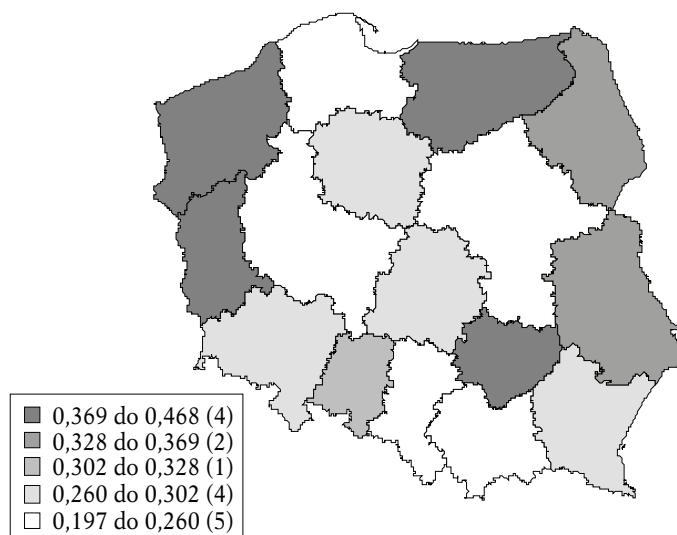 0,369 do 0,468 (4)
0,328 do 0,369 (2)
0,302 do 0,328 (1)
0,260 do 0,302 (4)
0,197 do 0,260 (5)